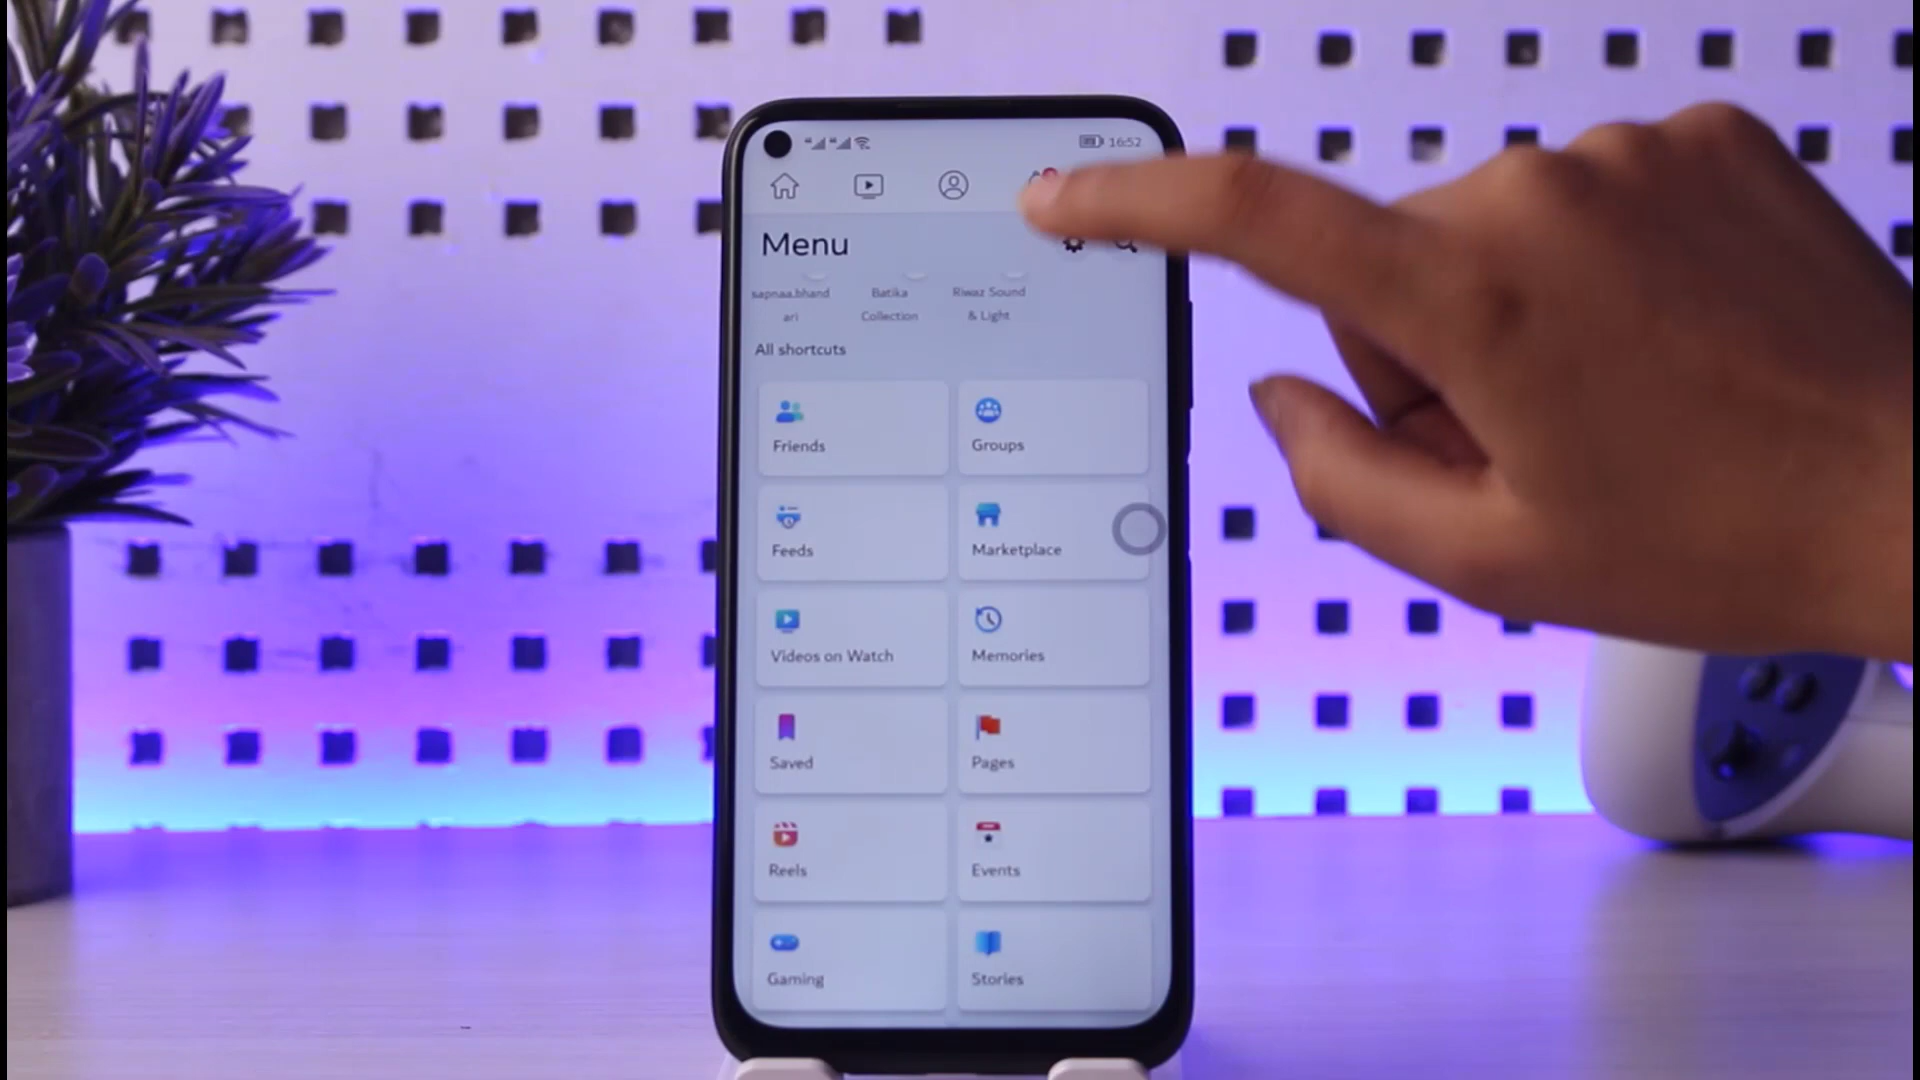 16:52
Menu
sapnaa.bhand
ari
Batika
Collection
Riwaz Sound
& Light
All shortcuts
Friends
Groups
Feeds
Marketplace
Videos on Watch
Memories
Saved
Pages
Reels
Events
Gaming
Stories